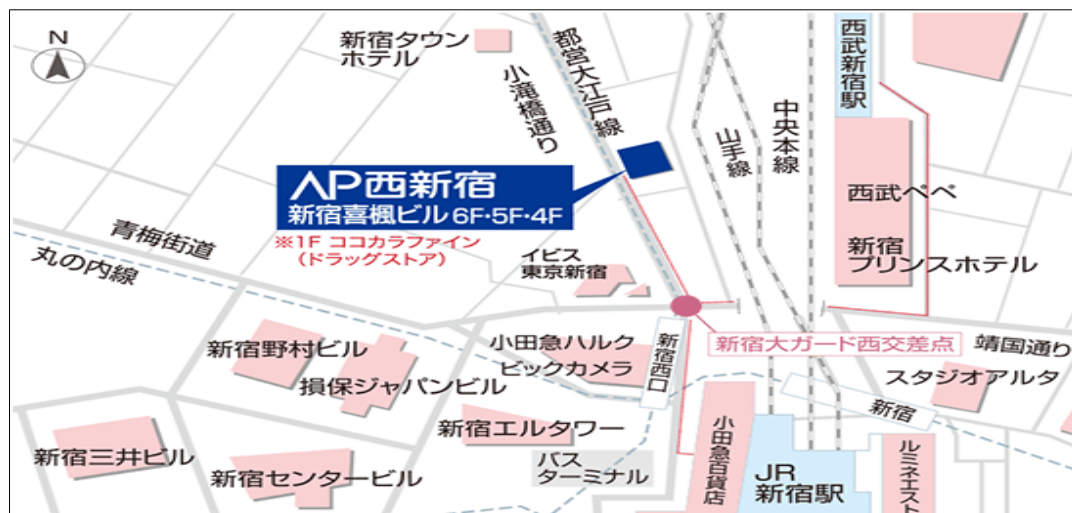 N
新宿タウン
ホテル
都営大江戸線
小滝橋通り
山手線
中央本線
西武新宿駅
AP西新宿
新宿喜楓ビル 6F・5F・4F
※1F ココカラファイン
(ドラッグストア)
西武ペペ
新宿
プリンスホテル
青梅街道
丸の内線
イビス
東京新宿
新宿大ガード西交差点
靖国通り
新宿野村ビル
損保ジャパンビル
小田急ハルク
ビックカメラ
新宿西口
スタジオアルタ
新宿
新宿三井ビル
新宿センタービル
新宿エルタワー
バス
ターミナル
小田急百貨店
JR
新宿駅
ルミネエスト